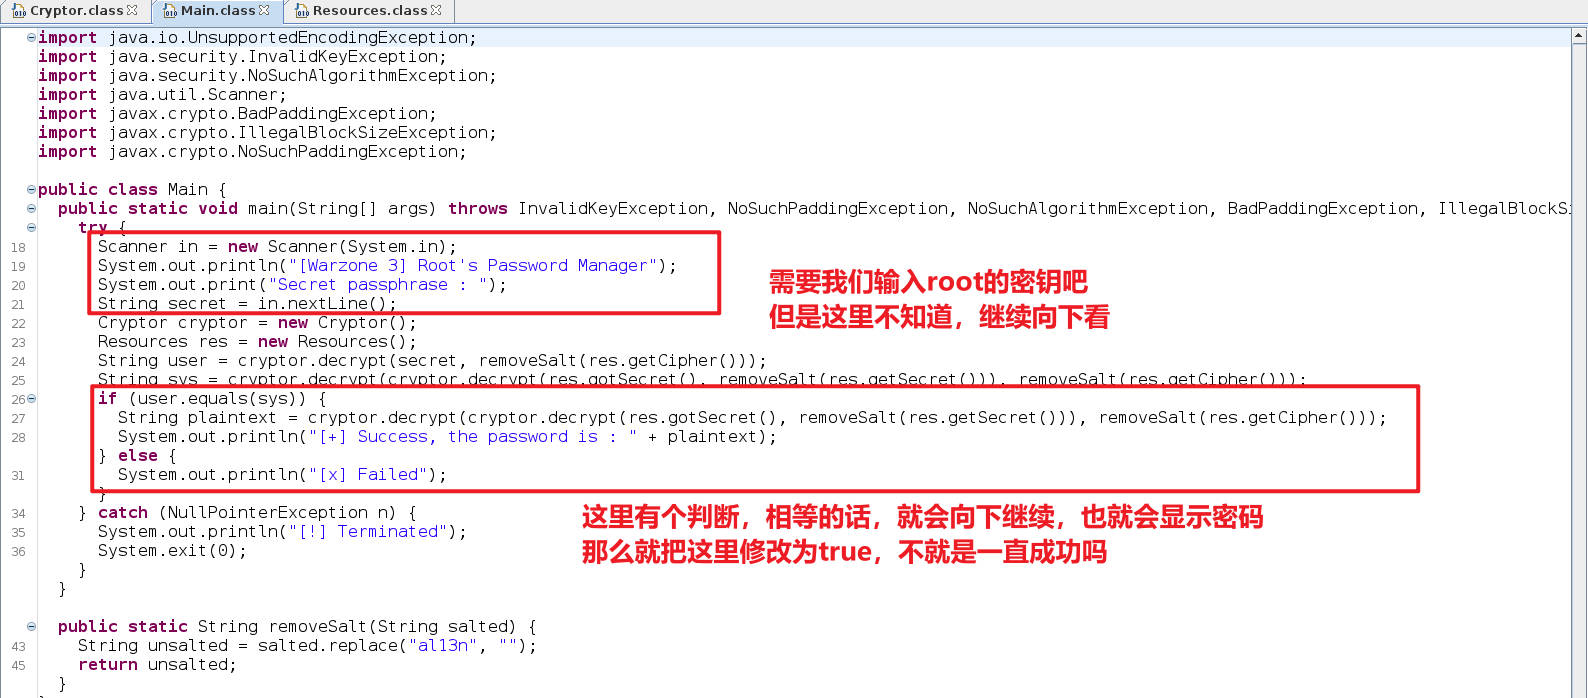 Cryptor.class Main.class Resources.class
import java.io.UnsupportedEncodingException;
import java.security.InvalidKeyException;
import java.security.NoSuchAlgorithmException;
import java.util.Scanner;
import javax.crypto.BadPaddingException;
import javax.crypto.IllegalBlockSizeException;
import javax.crypto.NoSuchPaddingException;
public class Main {
public static void main(String[] args) throws InvalidKeyException, NoSuchPaddingException, NoSuchAlgorithmException, BadPaddingException, IllegalBlockSi
try {
18 Scanner in = new Scanner(System.in);
19 System.out.println("[Warzone 3] Root's Password Manager");
20 System.out.print("Secret passphrase : ");
21 String secret = in.nextLine();
需要我们输入root的密钥吧
但是这里不知道，继续向下看
22 Cryptor cryptor = new Cryptor();
23 Resources res = new Resources();
24 String user = cryptor.decrypt(secret, removeSalt(res.getCipher()));
25 String sys = cryptor.decrypt(cryptor.decrypt(res.gotSecret(), removeSalt(res.getSecret())), removeSalt(res.getCipher()));
26 if (user.equals(sys)) {
27 String plaintext = cryptor.decrypt(cryptor.decrypt(res.gotSecret(), removeSalt(res.getSecret())), removeSalt(res.getCipher()));
28 System.out.println("[+] Success, the password is : " + plaintext);
} else {
31 System.out.println("[x] Failed");
}
34 } catch (NullPointerException n) {
35 System.out.println("[!] Terminated");
36 System.exit(0);
}
}
这里有个判断，相等的话，就会向下继续，也就会显示密码
那么就把这里修改为true，不就是一直成功吗
public static String removeSalt(String salted) {
43 String unsalted = salted.replace("al13n", "");
45 return unsalted;
}